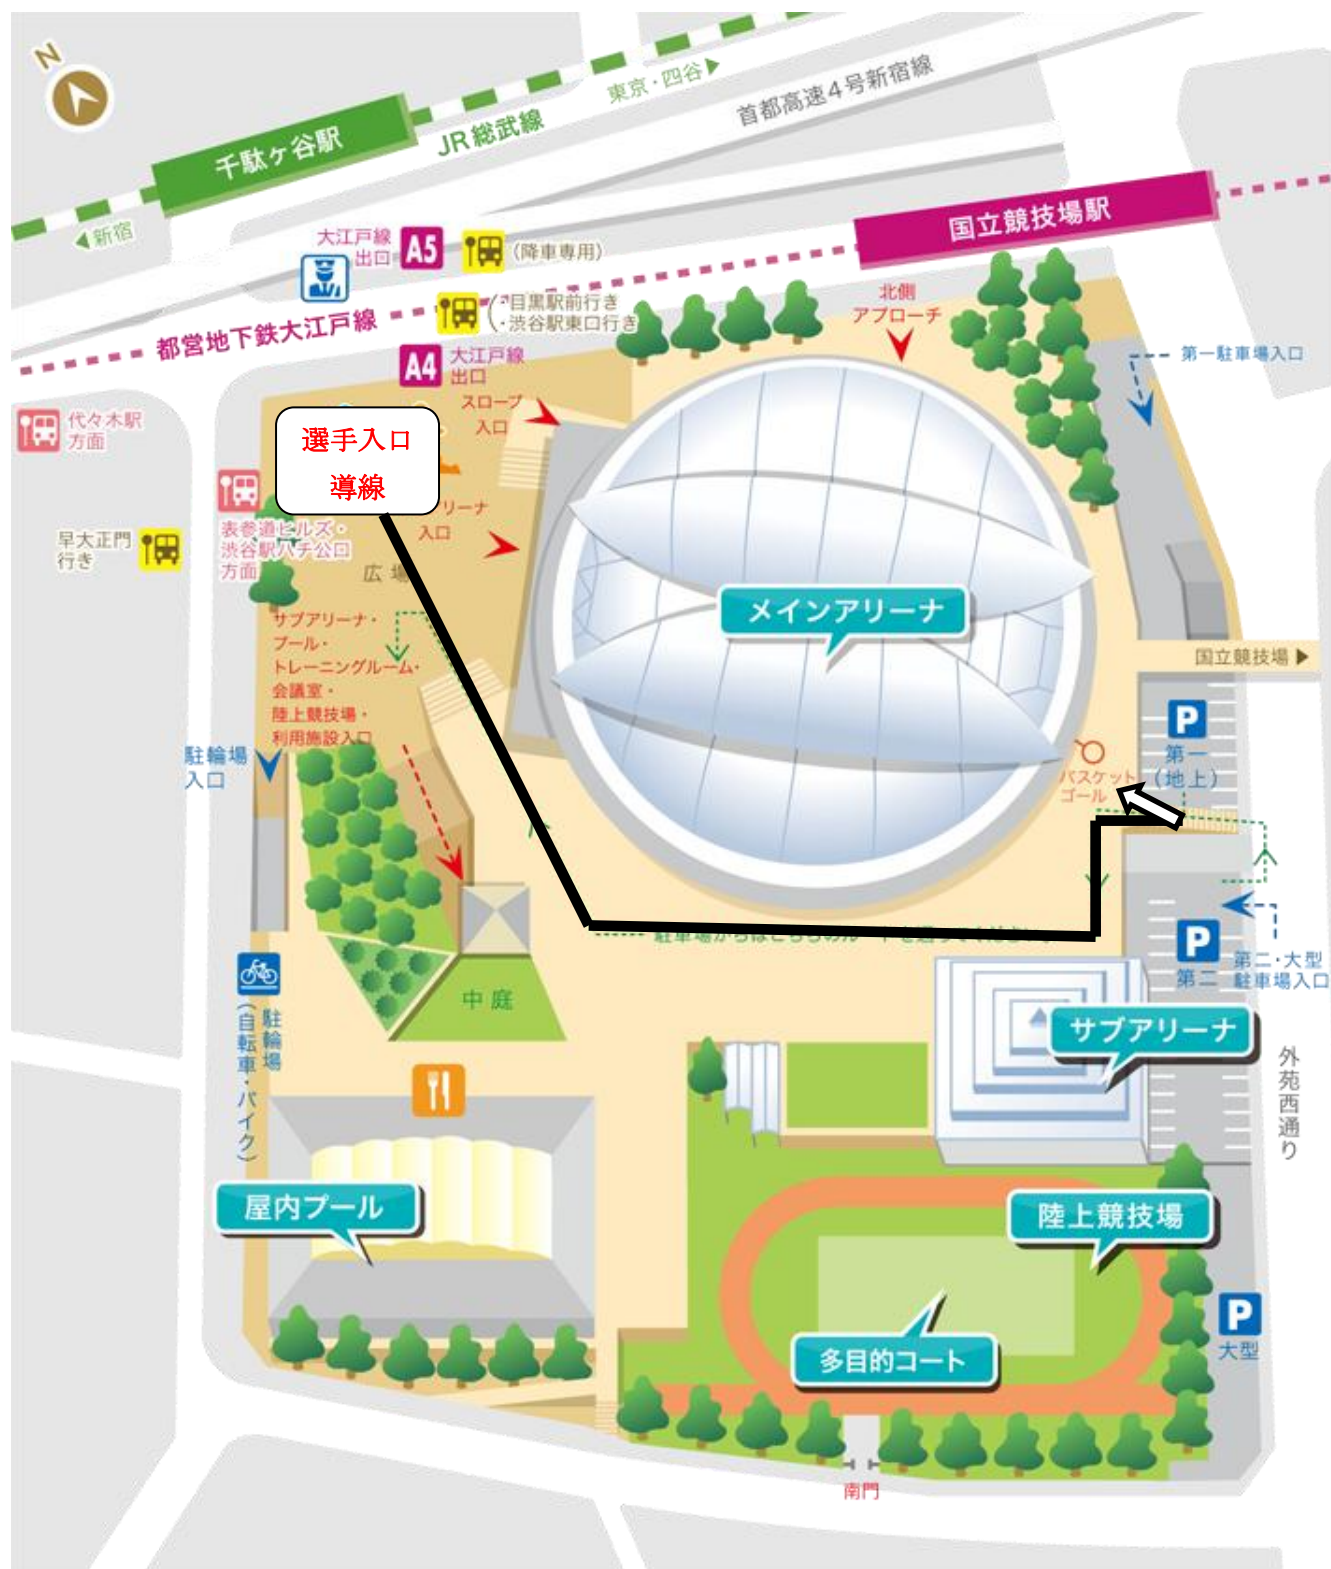 N
千駄ヶ谷駅
JR総武線
東京・四谷▶
首都高速4号新宿線
◀新宿
国立競技場駅
大江戸線
出口
A5
(降車専用)
・目黒駅前行き
・渋谷駅東口行き
都営地下鉄大江戸線
A4
大江戸線
出口
北側
アプローチ
第一駐車場入口
スロープ
入口
代々木駅
方面
選手入口
導線
リーナ
入口
表参道ヒルズ・
渋谷駅ハチ公口
方面
早大正門
行き
広場
メインアリーナ
サブアリーナ・
プール・
トレーニングルーム・
会議室・
陸上競技場・
利用施設入口
国立競技場▶
駐輪場
入口
P
第一
(地上)
バスケット
ゴール
P
第二
第二・大型
駐車場入口
中庭
駐輪場
(自転車・バイク)
サブアリーナ
外苑西通り
屋内プール
陸上競技場
P
大型
多目的コート
南門